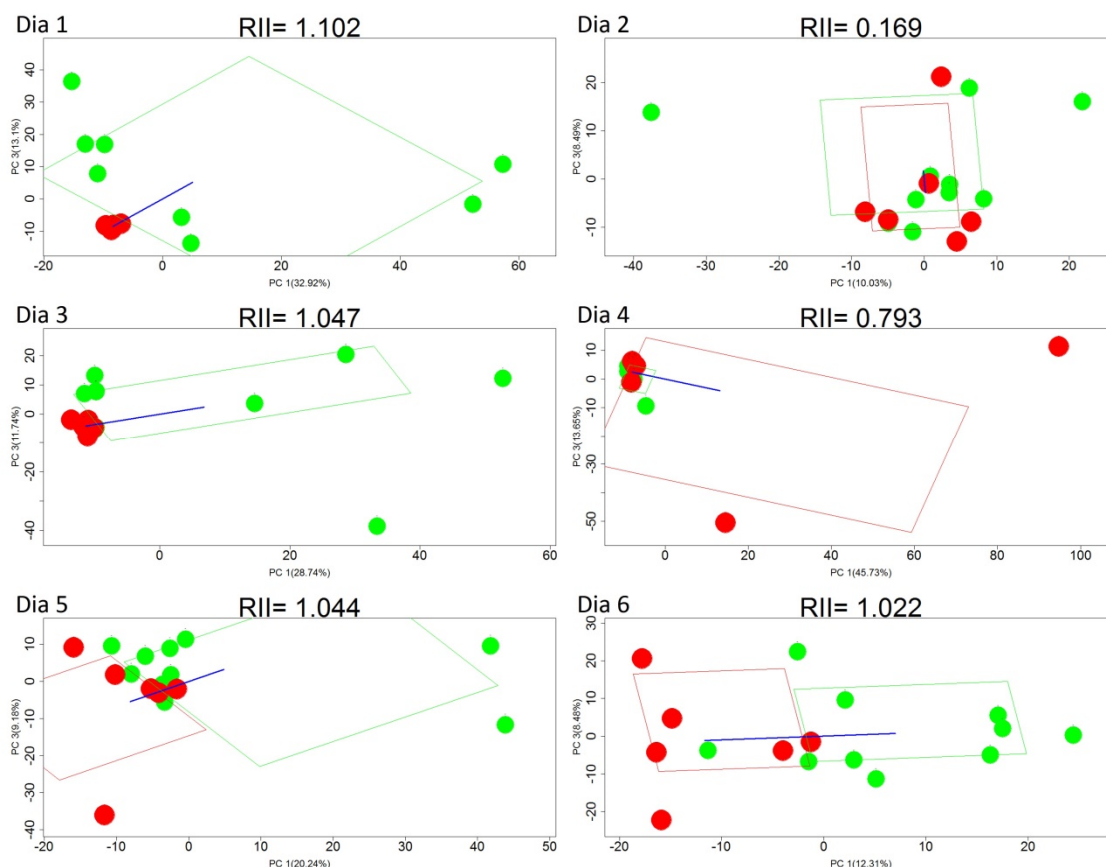 Dia 1
RII= 1.102
PC 3(13.1%)
40
30
20
10
0
-10
-20
0
20
40
60
PC 1(32.92%)
Dia 2
RII= 0.169
PC 3(8.49%)
20
10
0
-10
-40
-30
-10
0
10
20
PC 1(10.03%)
Dia 3
RII= 1.047
PC 3(11.74%)
20
10
0
-20
-40
0
20
40
60
PC 1(28.74%)
Dia 4
RII= 0.793
PC 3(13.65%)
10
0
-10
-30
-50
0
20
40
60
80
100
PC 1(45.73%)
Dia 5
RII= 1.044
PC 3(9.18%)
10
0
-10
-20
-30
-40
-20
-10
0
10
20
30
40
50
PC 1(20.24%)
Dia 6
RII= 1.022
PC 3(8.48%)
30
20
10
0
-10
-20
-20
-10
0
10
20
PC 1(12.31%)